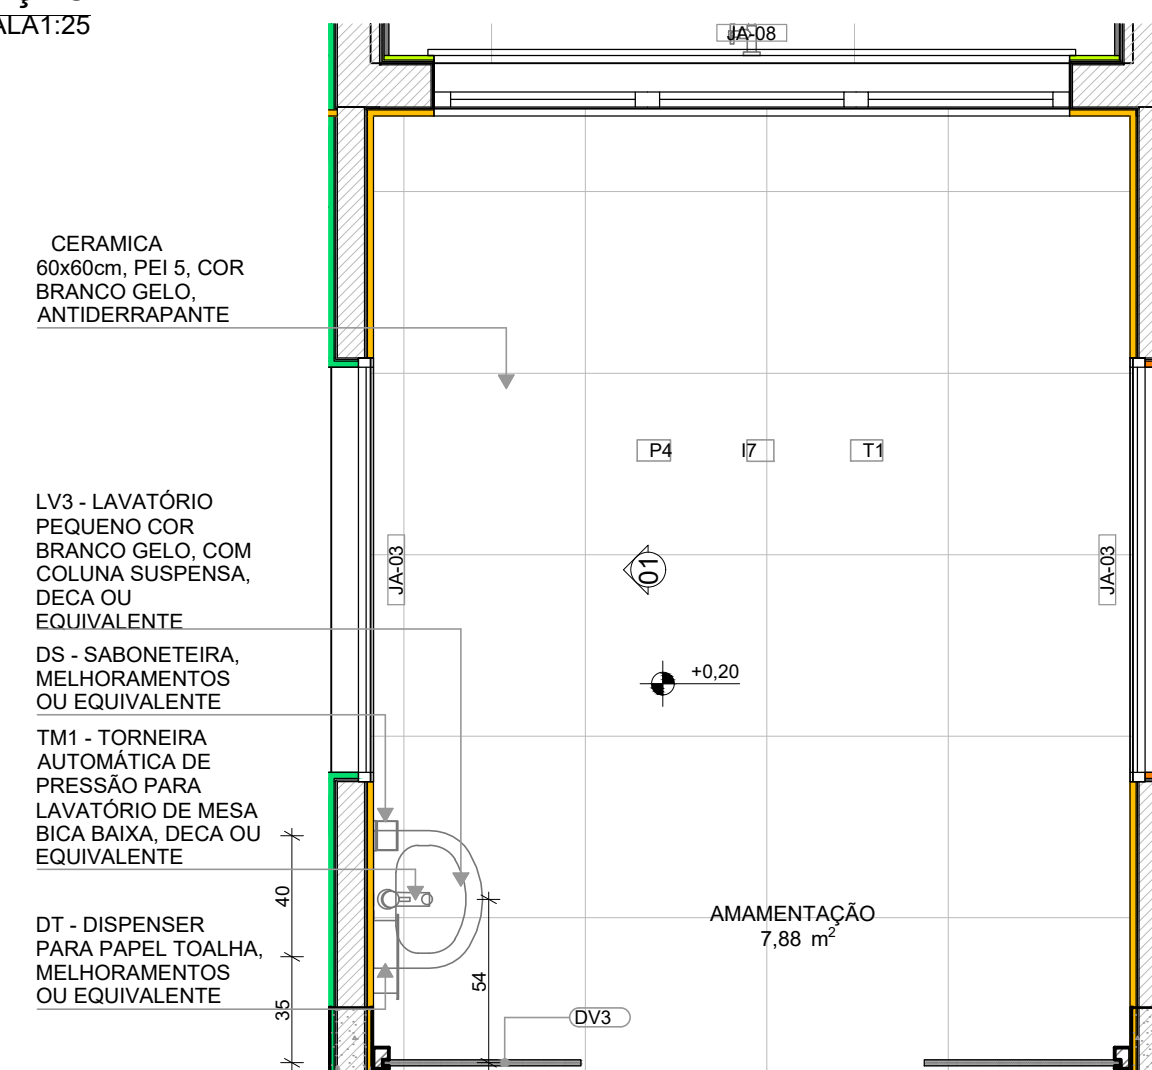 ALA1:25
JA-08
CERAMICA
60x60cm, PEI 5, COR
BRANCO GELO,
ANTIDERRAPANTE
P4
I7
T1
LV3 - LAVATÓRIO
PEQUENO COR
BRANCO GELO, COM
COLUNA SUSPENSA,
DECA OU
EQUIVALENTE
JA-03
01
JA-03
DS - SABONETEIRA,
MELHORAMENTOS
OU EQUIVALENTE
+0,20
TM1 - TORNEIRA
AUTOMÁTICA DE
PRESSÃO PARA
LAVATÓRIO DE MESA
BICA BAIXA, DECA OU
EQUIVALENTE
40
DT - DISPENSER
PARA PAPEL TOALHA,
MELHORAMENTOS
OU EQUIVALENTE
AMAMENTAÇÃO
7,88 m²
54
35
DV3